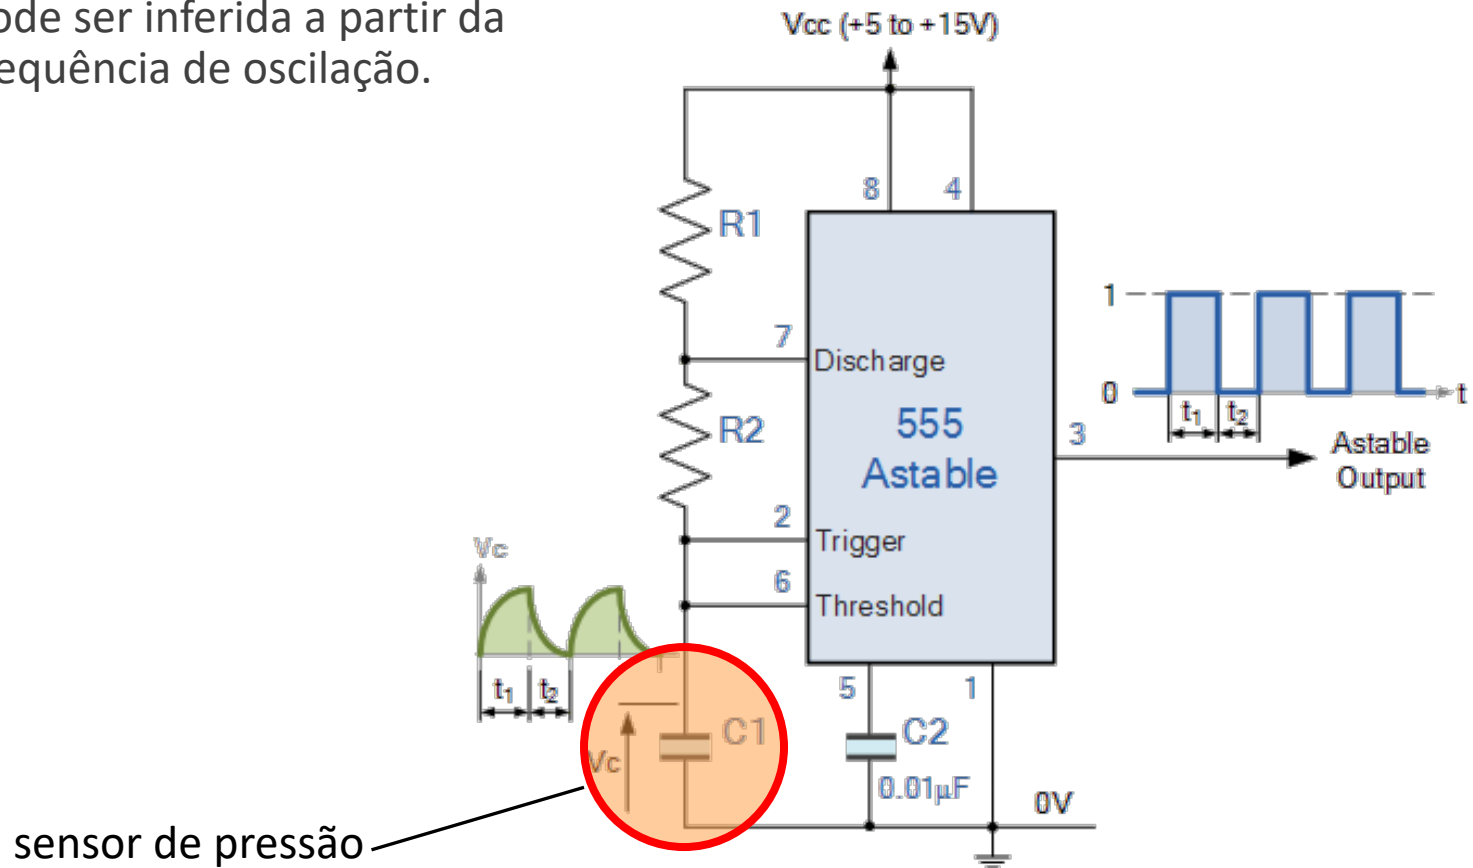 ode ser inferida a partir da
equência de oscilação.
Vcc (+5 to +15V)
8
4
R1
7
Discharge
1
0
t
t1
t2
R2
555
Astable
3
Astable
Output
2
Trigger
Vc
6
Threshold
t1
t2
5
1
C1
C2
Vc
0.01µF
0V
sensor de pressão